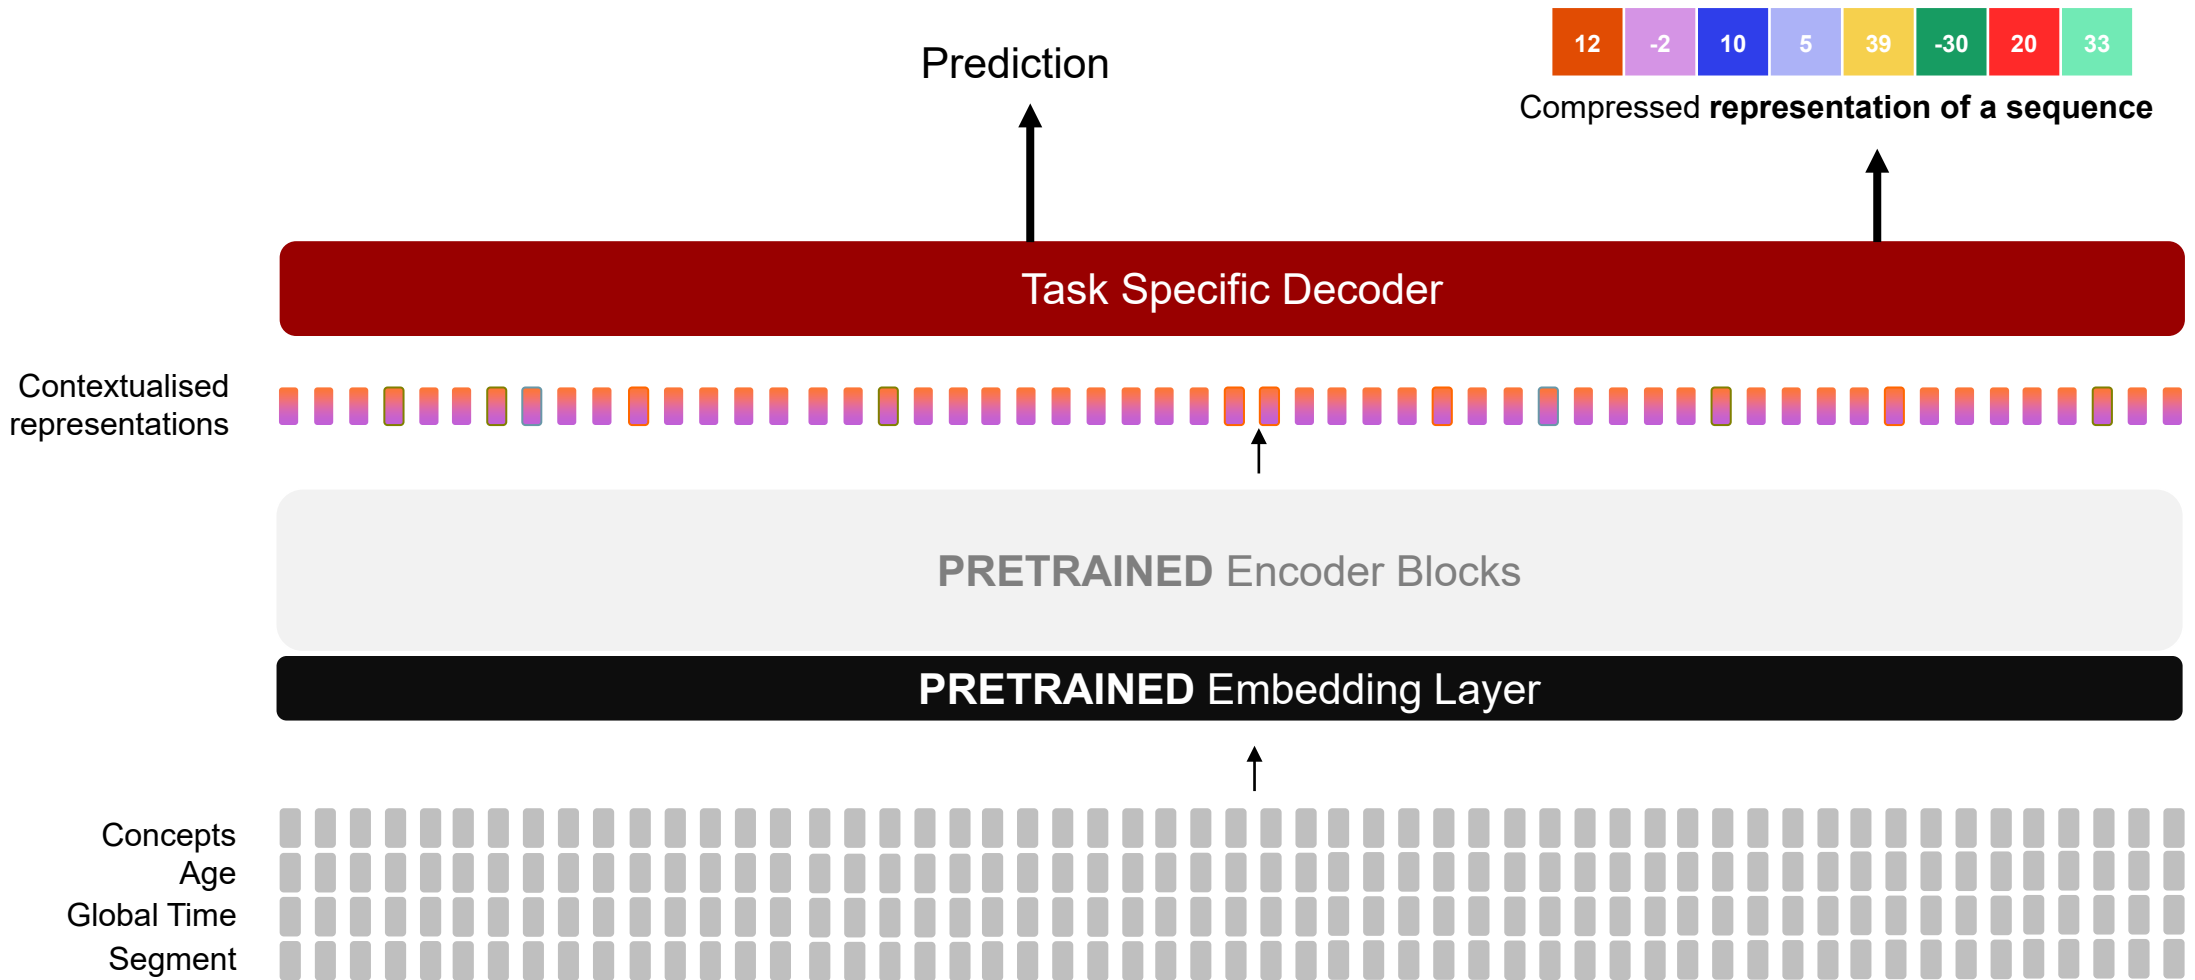 12 -2 10 5 39 -30 20 33
Prediction
Compressed representation of a sequence
Task Specific Decoder
Contextualised
representations
PRETRAINED Encoder Blocks
PRETRAINED Embedding Layer
Concepts
Age
Global Time
Segment